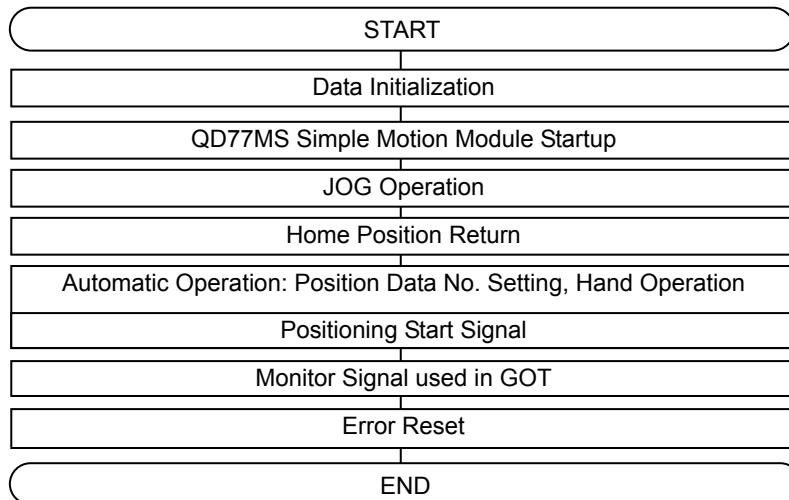 START
Data Initialization
QD77MS Simple Motion Module Startup
JOG Operation
Home Position Return
Automatic Operation: Position Data No. Setting, Hand Operation
Positioning Start Signal
Monitor Signal used in GOT
Error Reset
END